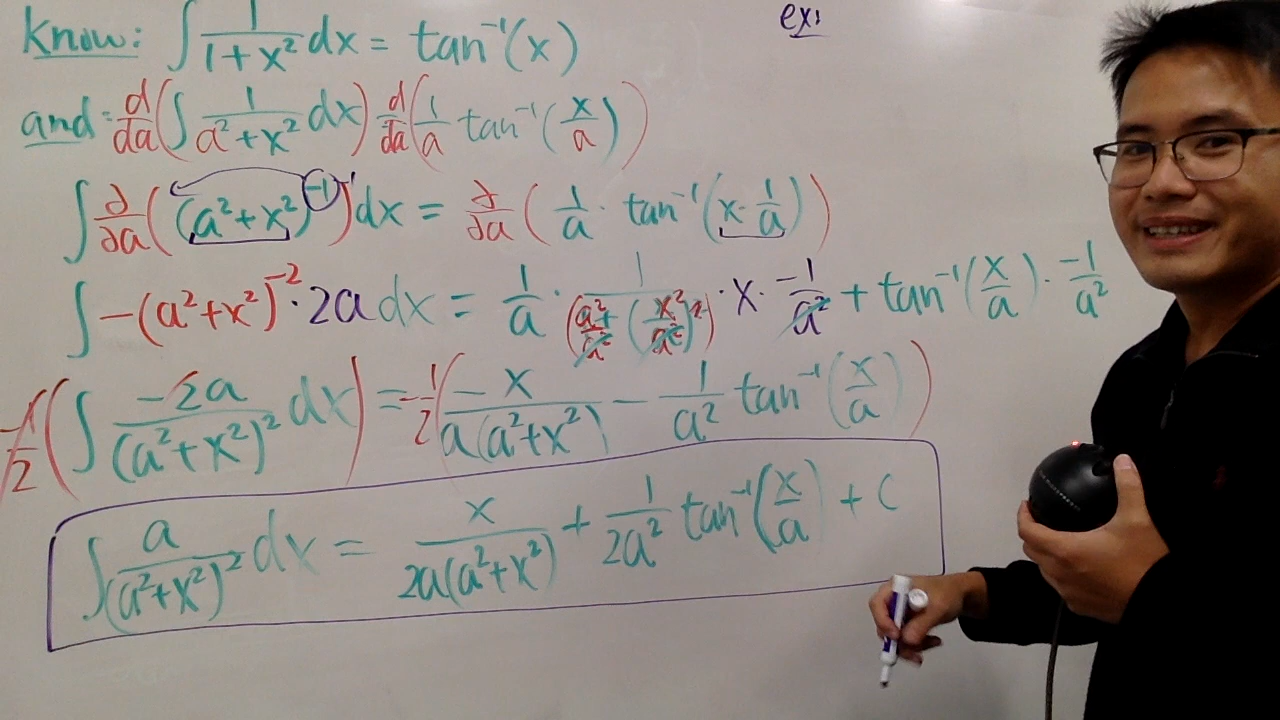 Know: ∫ 1/(1+x²) dx = tan⁻¹(x)
ex:
and: d/da (∫ 1/(a²+x²) dx) d/da (1/a tan⁻¹(x/a))
∫ ∂/∂a ((a²+x²)⁻¹)' dx = ∂/∂a (1/a · tan⁻¹(x · 1/a))
∫ -(a²+x²)⁻² · 2a dx = 1/a · 1/(a²+/a² (x²/a²)²) · x · -1/a² + tan⁻¹(x/a) · -1/a²
-1/2 (∫ -2a/(a²+x²)² dx) = -1/2 (-x/(a(a²+x²)) - 1/a² tan⁻¹(x/a))
∫ a/(a²+x²)² dx = x/(2a(a²+x²)) + 1/(2a²) tan⁻¹(x/a) + C